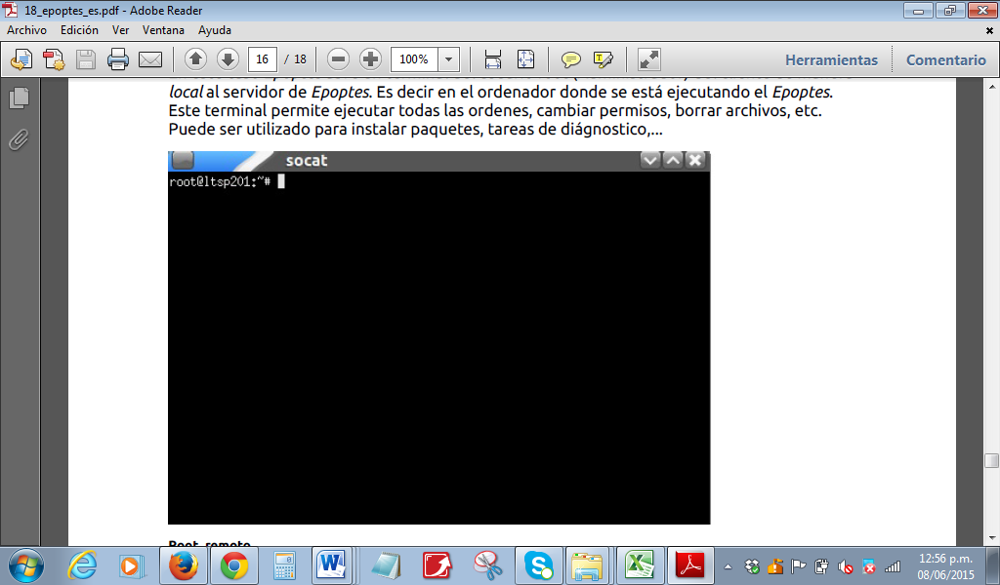 18_epoptes_es.pdf - Adobe Reader
Archivo Edición Ver Ventana Ayuda
16 / 18 100% Herramientas Comentario
local al servidor de Epoptes. Es decir en el ordenador donde se está ejecutando el Epoptes.
Este terminal permite ejecutar todas las ordenes, cambiar permisos, borrar archivos, etc.
Puede ser utilizado para instalar paquetes, tareas de diágnostico,...
socat
root@ltsp201:~#
Root, remoto
12:56 p.m.
08/06/2015